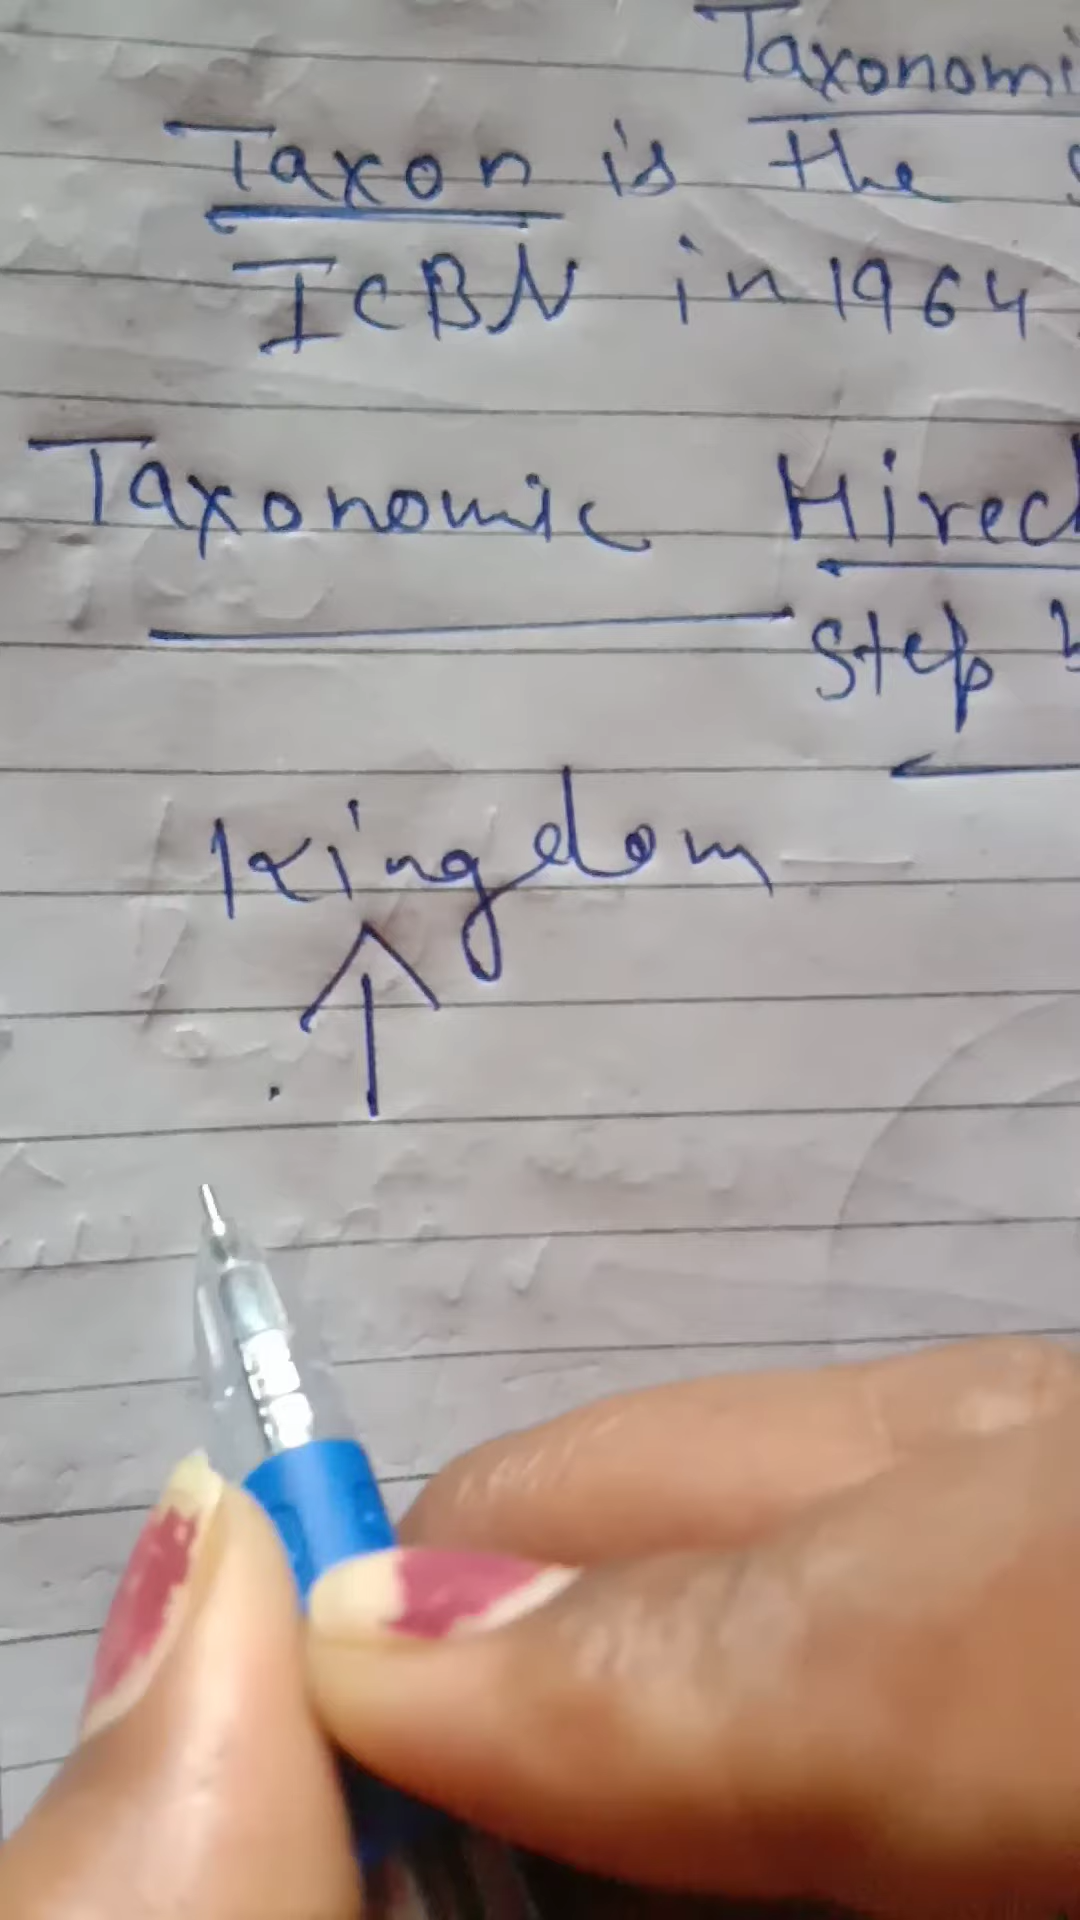 Taxonomi
Taxon is the
ICBN in 1964
Taxonomic Hirec
Step
Kingdom